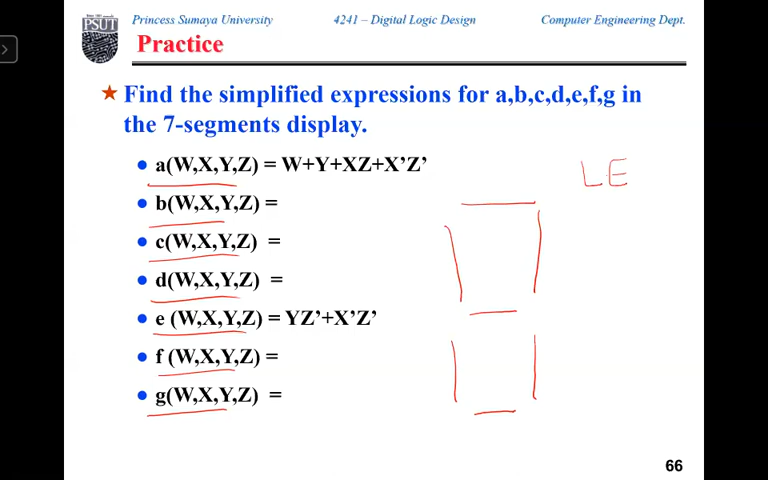 Princess Sumaya University 4241 – Digital Logic Design Computer Engineering Dept.
PSUT
Practice
Find the simplified expressions for a,b,c,d,e,f,g in
the 7-segments display.
a(W,X,Y,Z) = W+Y+XZ+X’Z’
LE
b(W,X,Y,Z) =
c(W,X,Y,Z) =
d(W,X,Y,Z) =
e (W,X,Y,Z) = YZ’+X’Z’
f (W,X,Y,Z) =
g(W,X,Y,Z) =
66